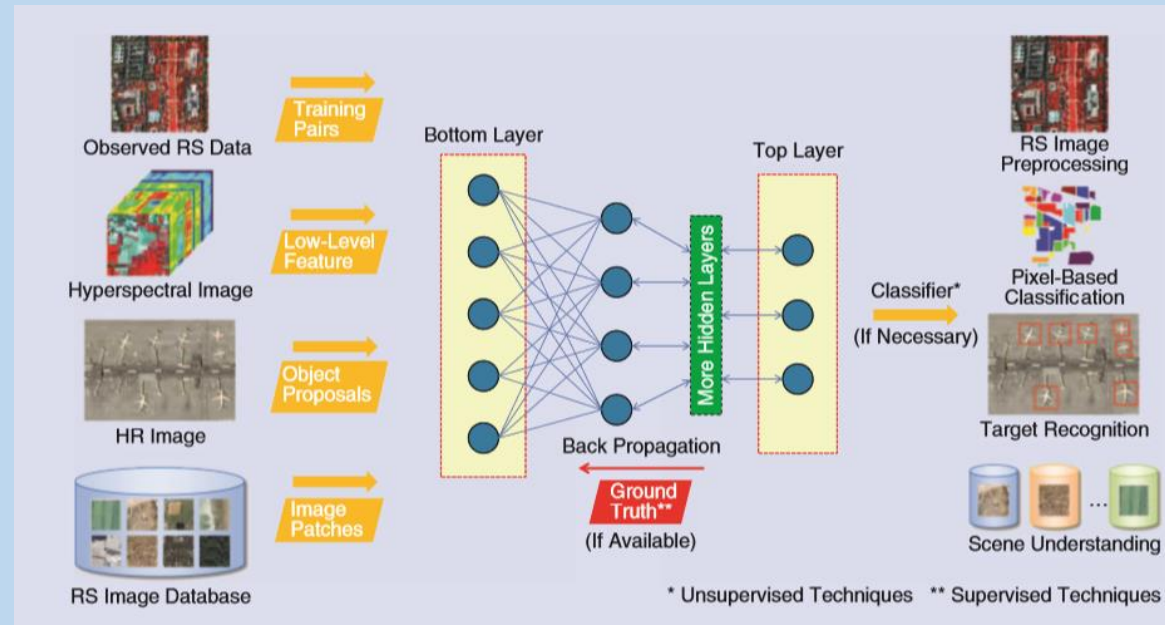 Observed RS Data
Training
Pairs
Hyperspectral Image
Low-Level
Feature
HR Image
Object
Proposals
RS Image Database
Image
Patches
Bottom Layer
Top Layer
More Hidden Layers
Back Propagation
Ground
Truth**
(If Available)
Classifier*
(If Necessary)
RS Image
Preprocessing
Pixel-Based
Classification
Target Recognition
...
Scene Understanding
* Unsupervised Techniques ** Supervised Techniques